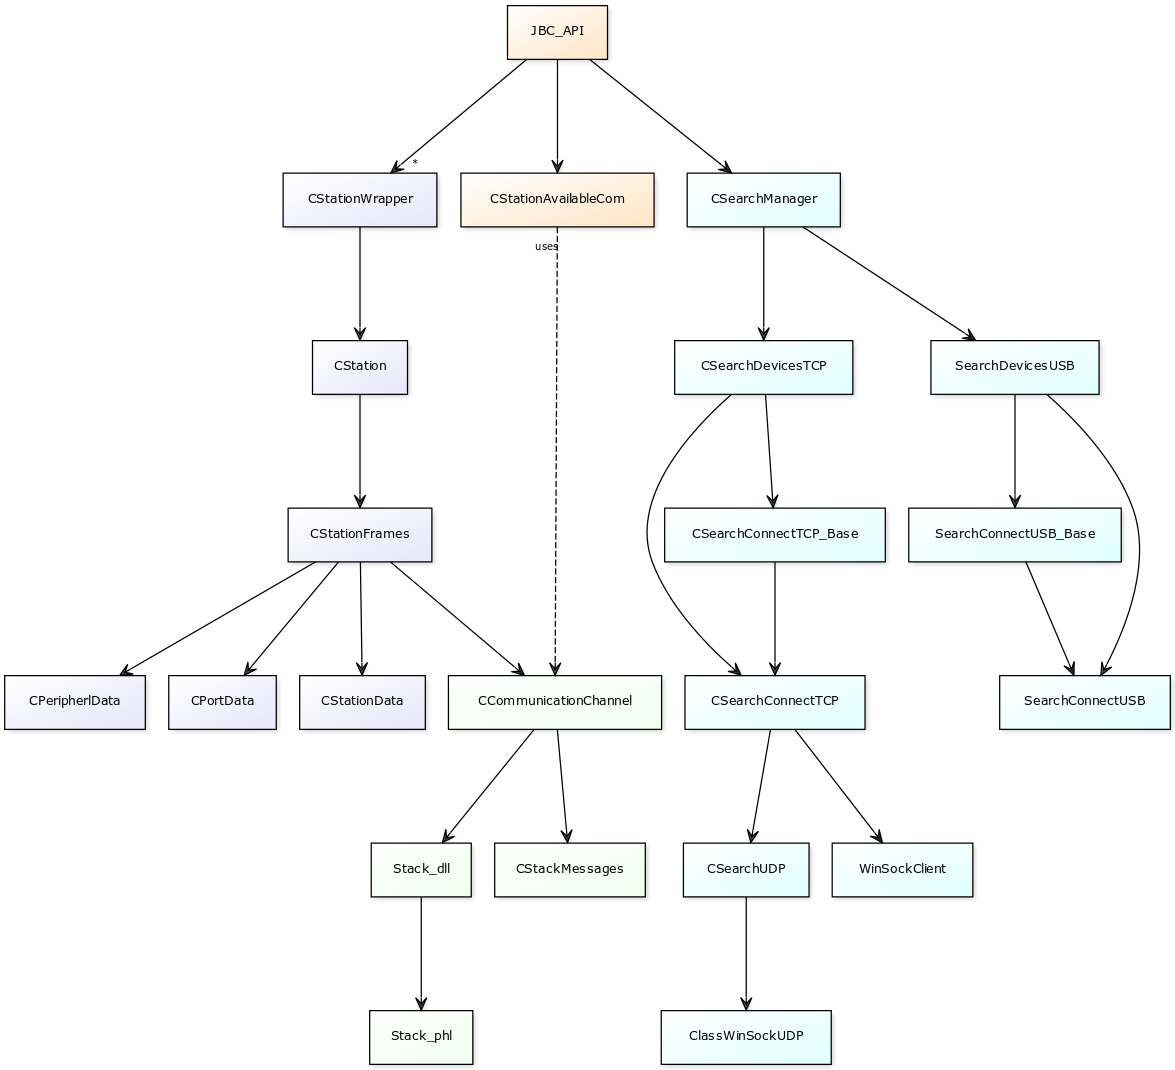 JBC_API
*
CStationWrapper
CStationAvailableCom
CSearchManager
uses
CStation
CSearchDevicesTCP
SearchDevicesUSB
CStationFrames
CSearchConnectTCP_Base
SearchConnectUSB_Base
CPeripherlData
CPortData
CStationData
CCommunicationChannel
CSearchConnectTCP
SearchConnectUSB
Stack_dll
CStackMessages
CSearchUDP
WinSockClient
Stack_phl
ClassWinSockUDP